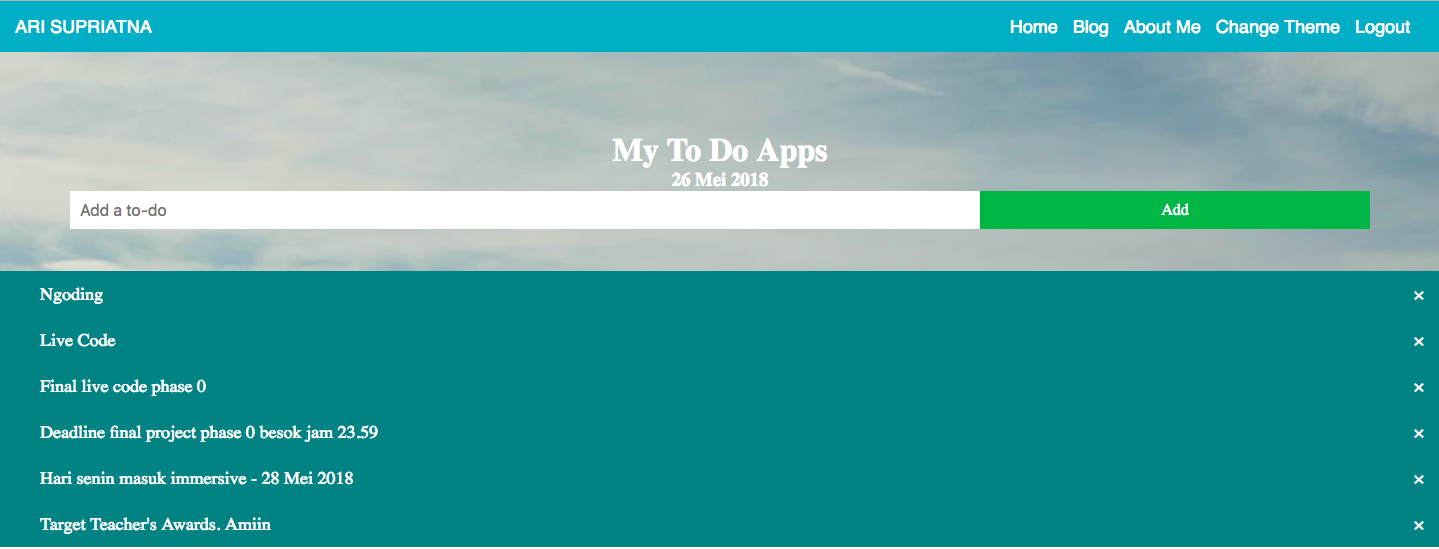 ARI SUPRIATNA Home Blog About Me Change Theme Logout
My To Do Apps
26 Mei 2018
Add a to-do Add
Ngoding ×
Live Code ×
Final live code phase 0 ×
Deadline final project phase 0 besok jam 23.59 ×
Hari senin masuk immersive - 28 Mei 2018 ×
Target Teacher's Awards. Amiin ×